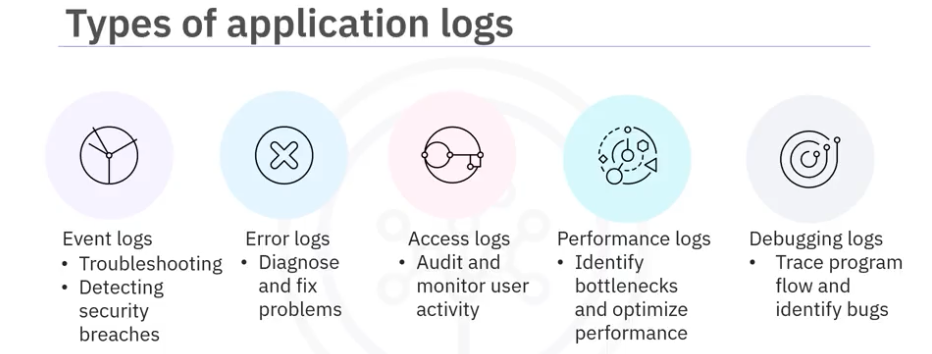 Types of application logs
Event logs
• Troubleshooting
• Detecting
security
breaches
Error logs
• Diagnose
and fix
problems
Access logs
• Audit and
monitor user
activity
Performance logs
• Identify
bottlenecks
and optimize
performance
Debugging logs
• Trace program
flow and
identify bugs